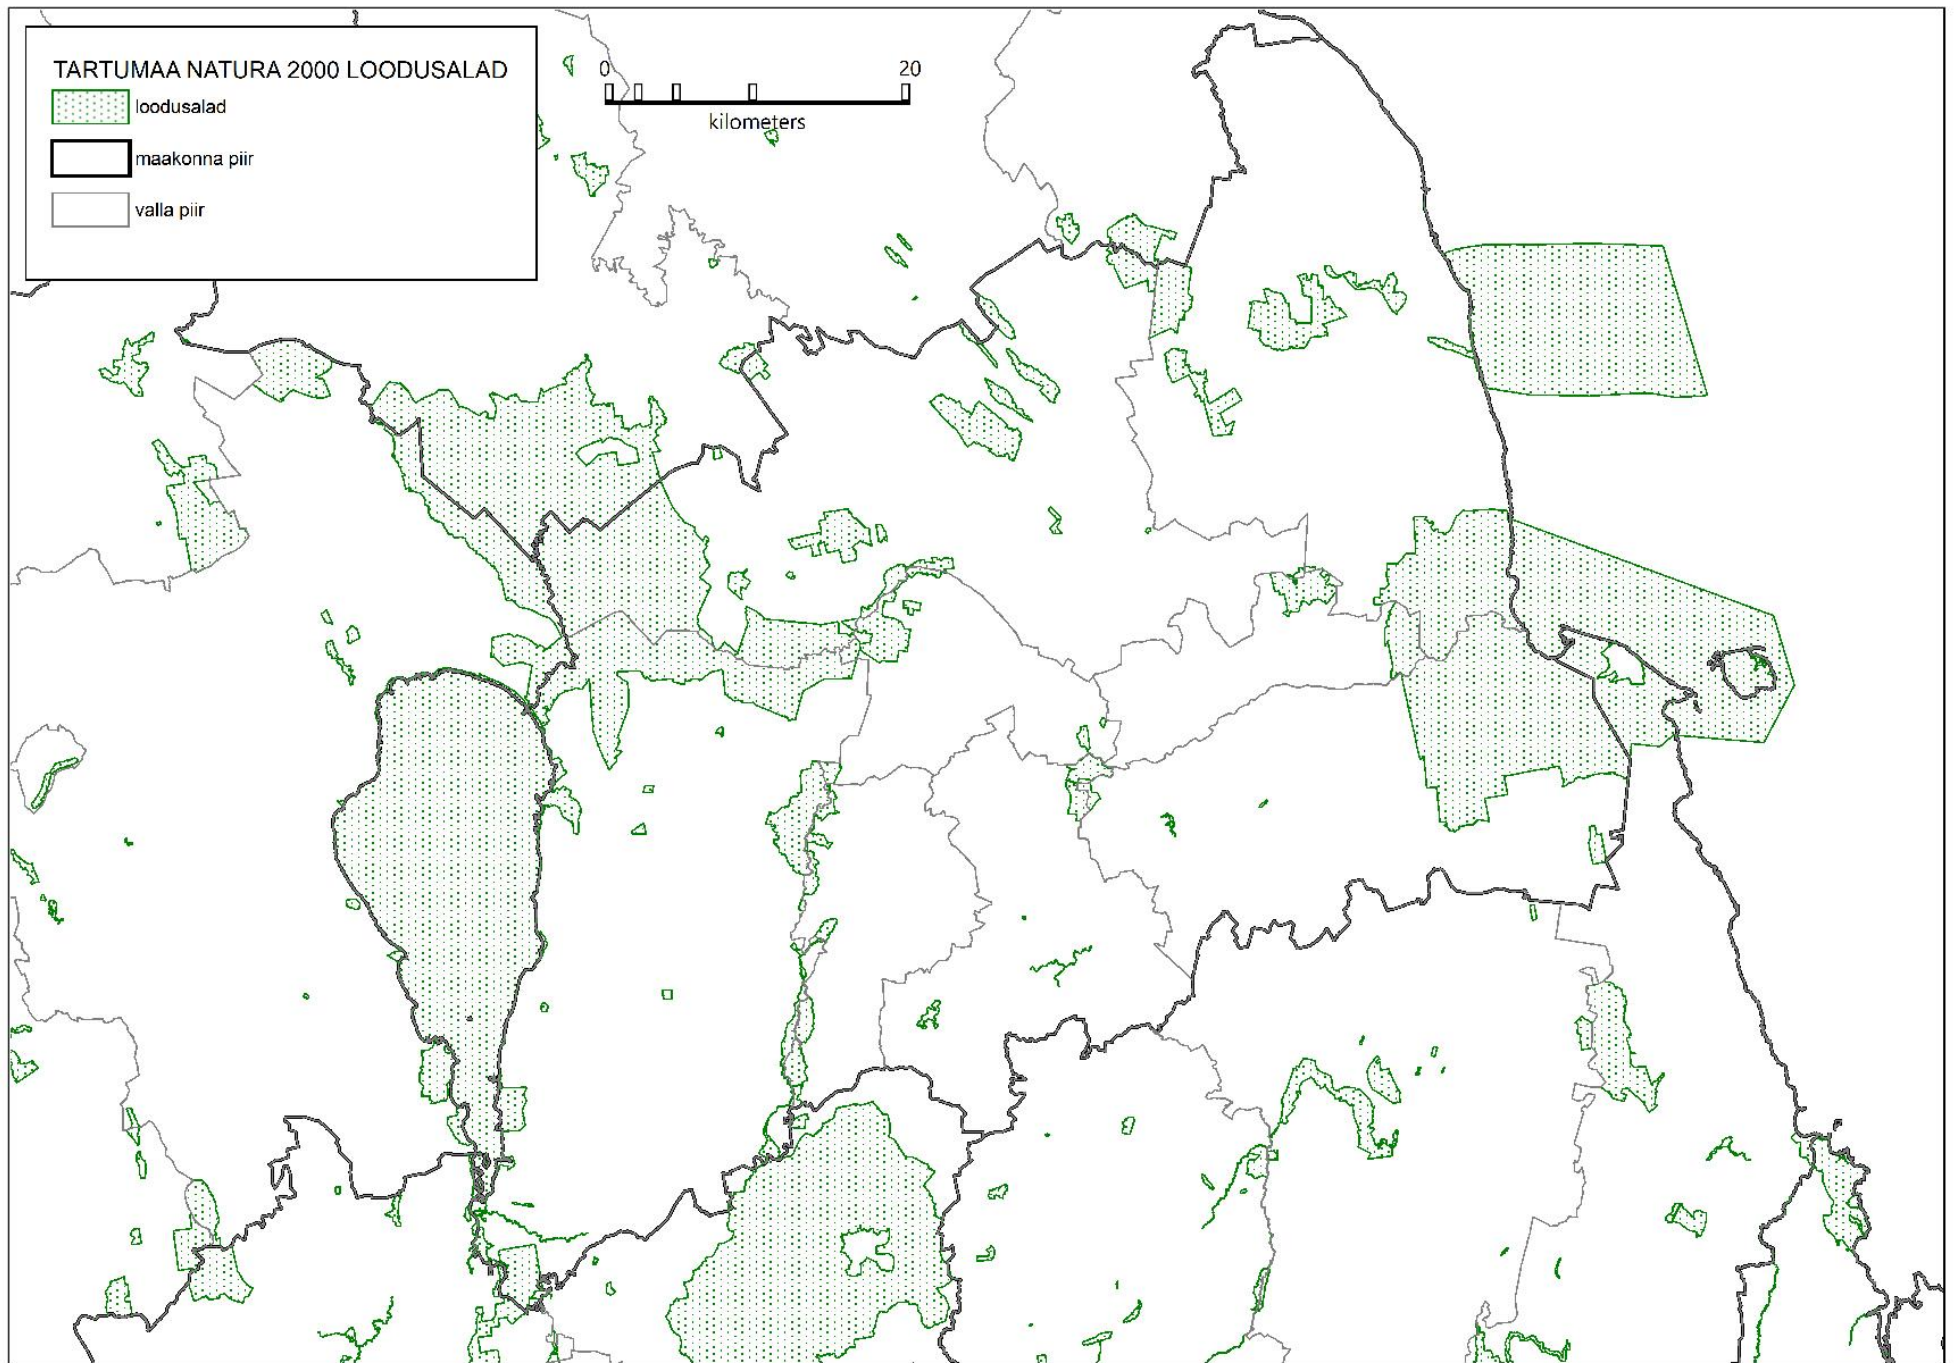 TARTUMAA NATURA 2000 LOODUSALAD
loodusalad
maakonna piir
valla piir
0 20
kilometers